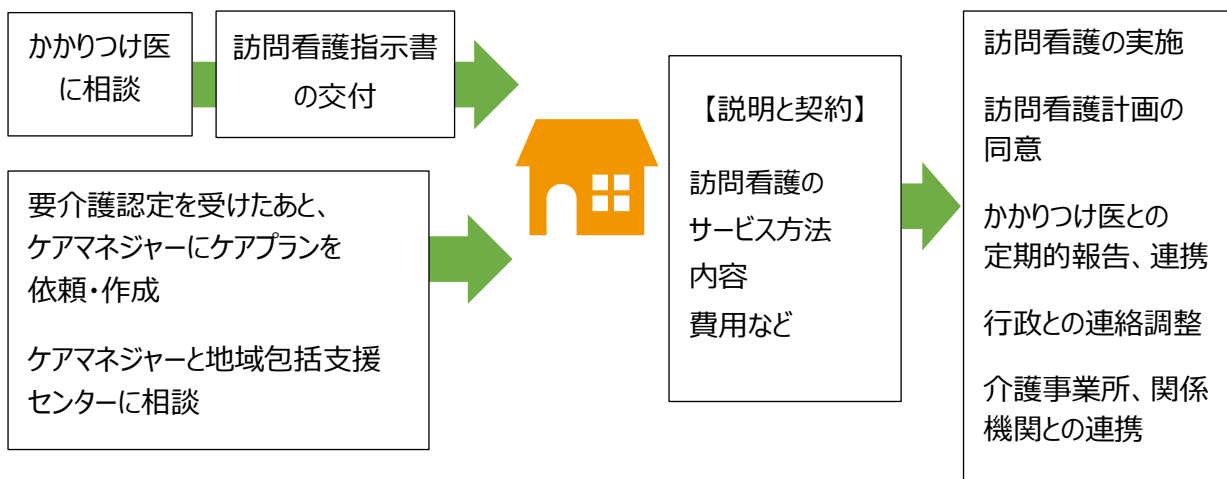 かかりつけ医
に相談
訪問看護指示書
の交付
要介護認定を受けたあと、
ケアマネジャーにケアプランを
依頼・作成
ケアマネジャーと地域包括支援
センターに相談
【説明と契約】
訪問看護の
サービス方法
内容
費用など
訪問看護の実施
訪問看護計画の
同意
かかりつけ医との
定期的報告、連携
行政との連絡調整
介護事業所、関係
機関との連携